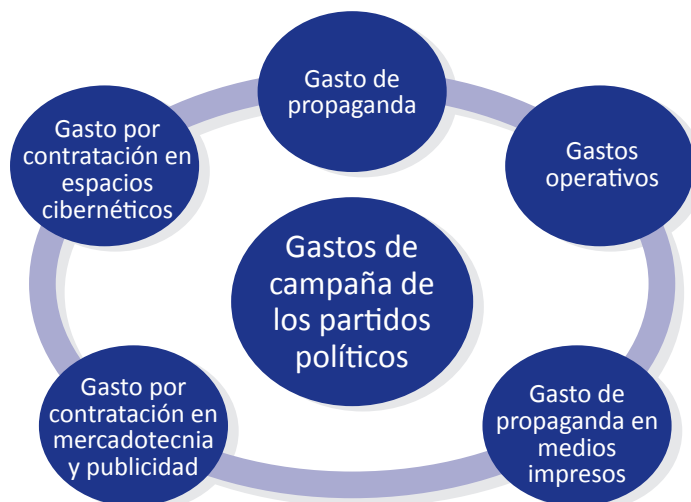 Gasto de
propaganda
Gastos
operativos
Gasto de
propaganda en
medios
impresos
Gasto por
contratación en
mercadotecnia
y publicidad
Gasto por
contratación en
espacios
cibernéticos
Gastos de
campaña de
los partidos
políticos